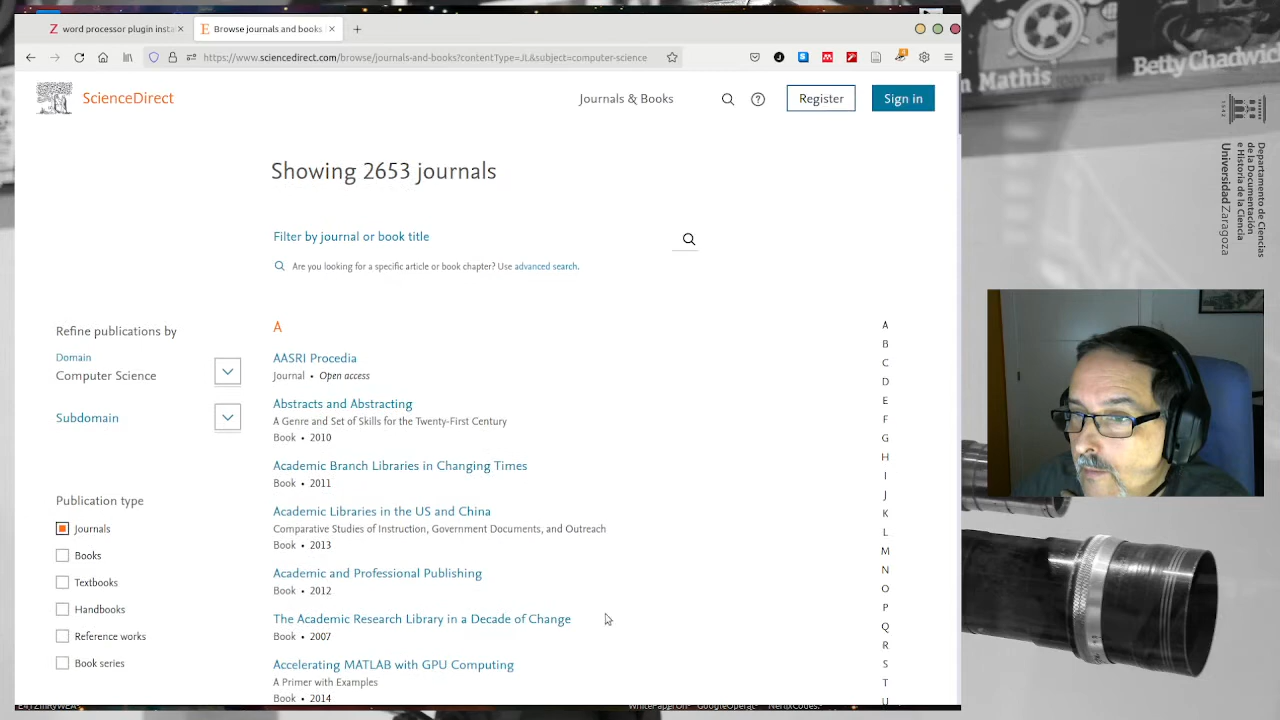 word processor plugin inst
Browse journals and books
https://www.sciencedirect.com/browse/journals-and-books?contentType=JL&subject=computer-science
ScienceDirect
Journals & Books
Register
Sign in
Showing 2653 journals
Filter by journal or book title
Are you looking for a specific article or book chapter? Use advanced search.
Refine publications by
Domain
Computer Science
Subdomain
Publication type
Journals
Books
Textbooks
Handbooks
Reference works
Book series
A
AASRI Procedia
Journal • Open access
Abstracts and Abstracting
A Genre and Set of Skills for the Twenty-First Century
Book • 2010
Academic Branch Libraries in Changing Times
Book • 2011
Academic Libraries in the US and China
Comparative Studies of Instruction, Government Documents, and Outreach
Book • 2013
Academic and Professional Publishing
Book • 2012
The Academic Research Library in a Decade of Change
Book • 2007
Accelerating MATLAB with GPU Computing
A Primer with Examples
Book • 2014
A
B
C
D
E
F
G
H
I
J
K
L
M
N
O
P
Q
R
S
T
U
n Mathis
Betty Chadw
Departamento de Ciencias
de la Documentación
e Historia de la Ciencia
Universidad Zaragoza
1542